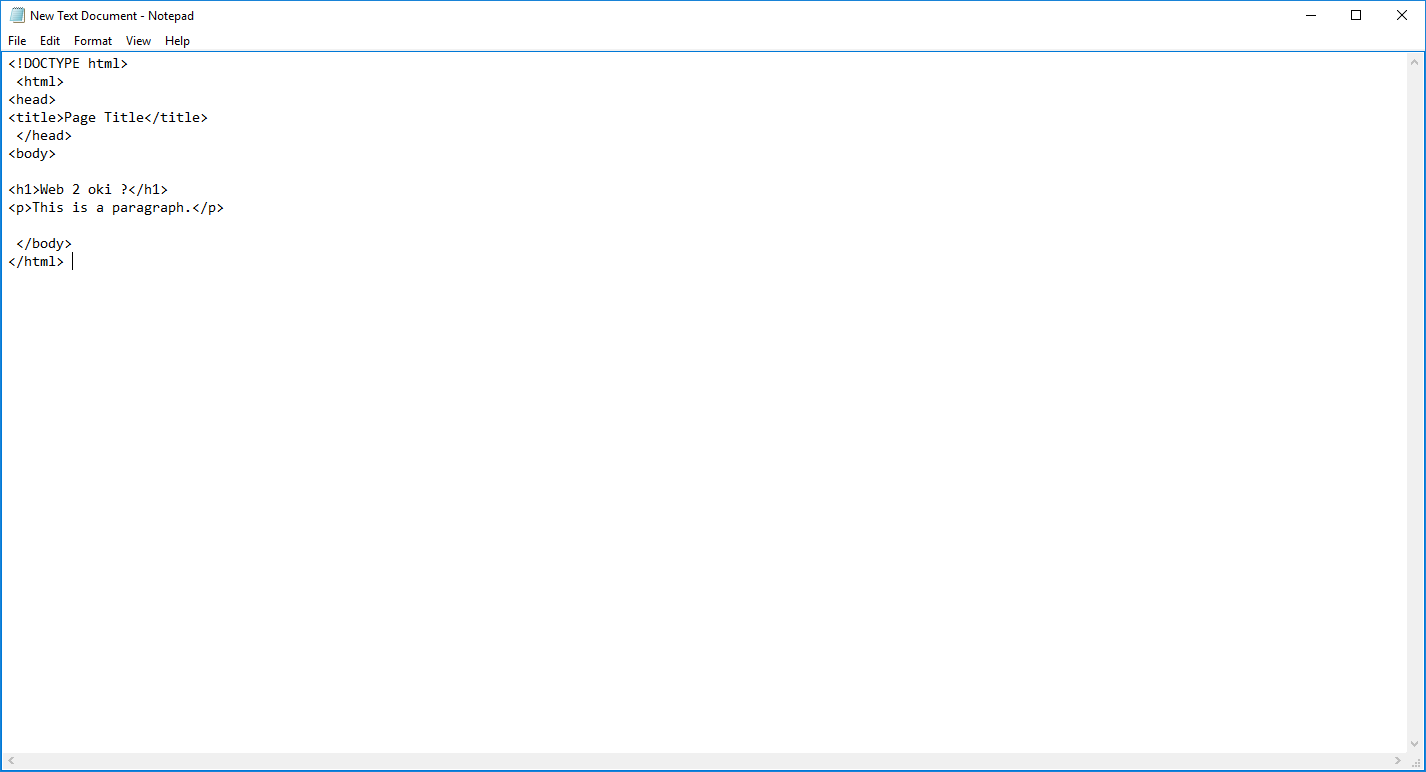 New Text Document - Notepad
File Edit Format View Help
<!DOCTYPE html>
 <html>
<head>
<title>Page Title</title>
 </head>
<body>

<h1>Web 2 oki ?</h1>
<p>This is a paragraph.</p>

 </body>
</html>